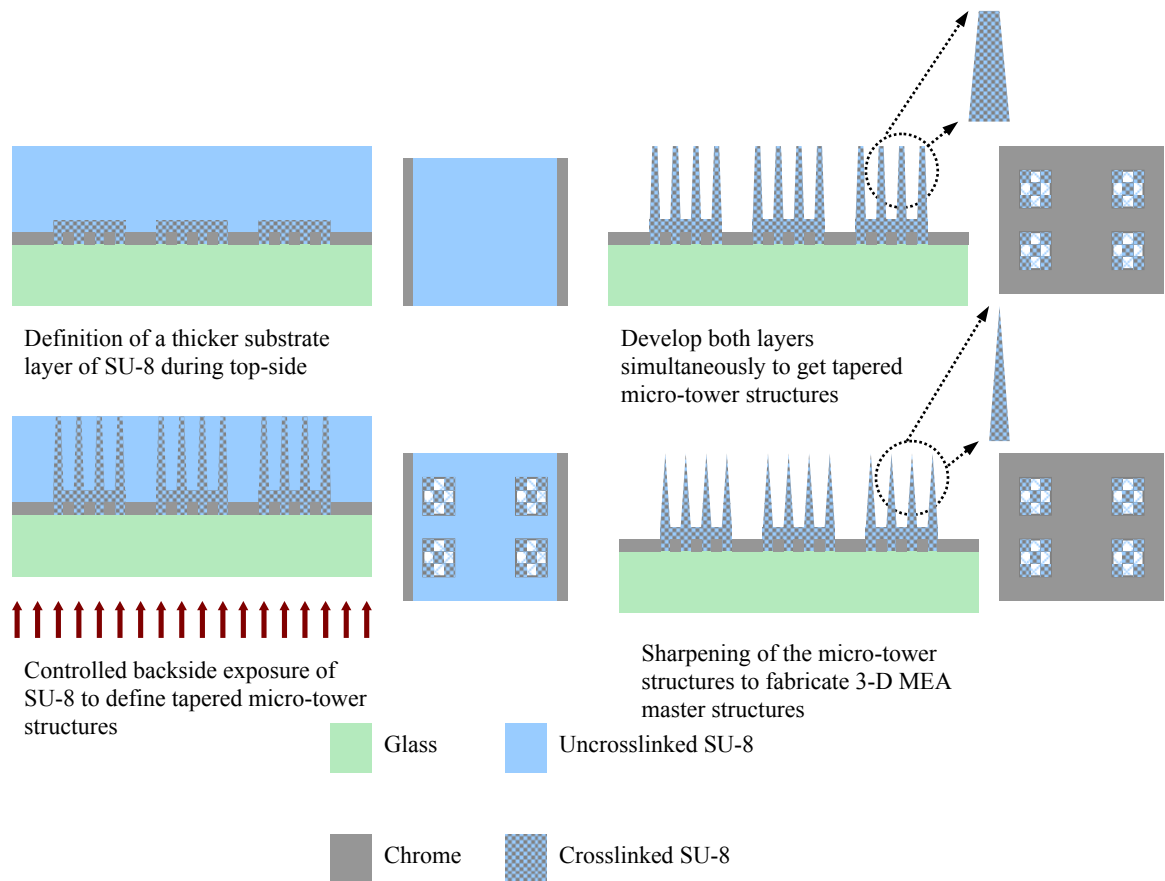 Definition of a thicker substrate
layer of SU-8 during top-side
Develop both layers
simultaneously to get tapered
micro-tower structures
Controlled backside exposure of
SU-8 to define tapered micro-tower
structures
Sharpening of the micro-tower
structures to fabricate 3-D MEA
master structures
Glass
Uncrosslinked SU-8
Chrome
Crosslinked SU-8